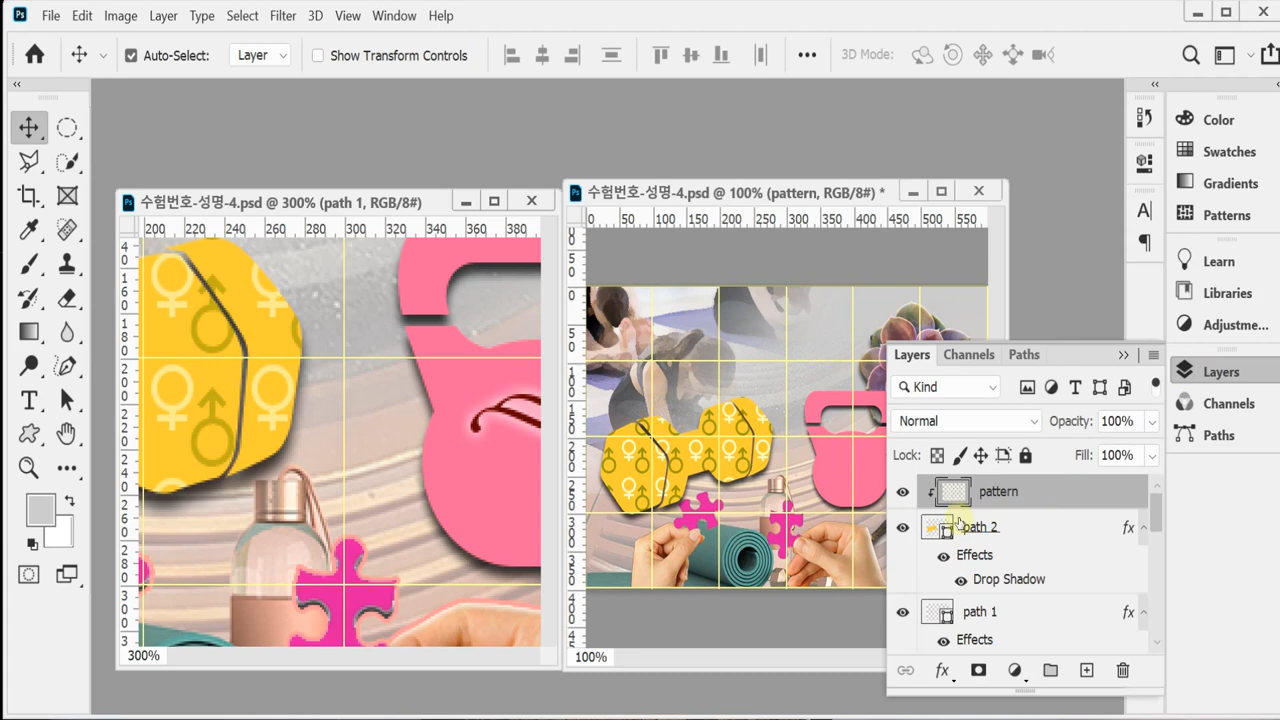 Ps File Edit Image Layer Type Select Filter 3D View Window Help
Auto-Select: Layer Show Transform Controls ••• 3D Mode:
수험번호-성명-4.psd @ 300% (path 1, RGB/8#)
200 220 240 260 280 300 320 340 360 380
300%
수험번호-성명-4.psd @ 100% (pattern, RGB/8#) *
0 50 100 150 200 250 300 350 400 450 500 550
100%
Layers Channels Paths
Kind
Normal Opacity: 100%
Lock: Fill: 100%
pattern
path 2 fx
Effects
Drop Shadow
path 1 fx
Effects
fx
Color
Swatches
Gradients
Patterns
Learn
Libraries
Adjustme...
Layers
Channels
Paths